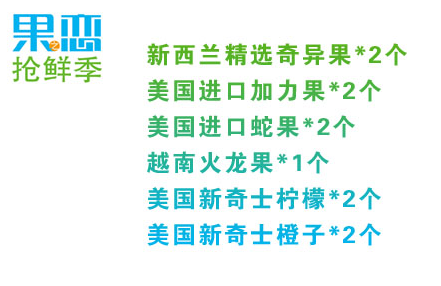 果之恋
抢鲜季
新西兰精选奇异果*2个
美国进口加力果*2个
美国进口蛇果*2个
越南火龙果*1个
美国新奇士柠檬*2个
美国新奇士橙子*2个